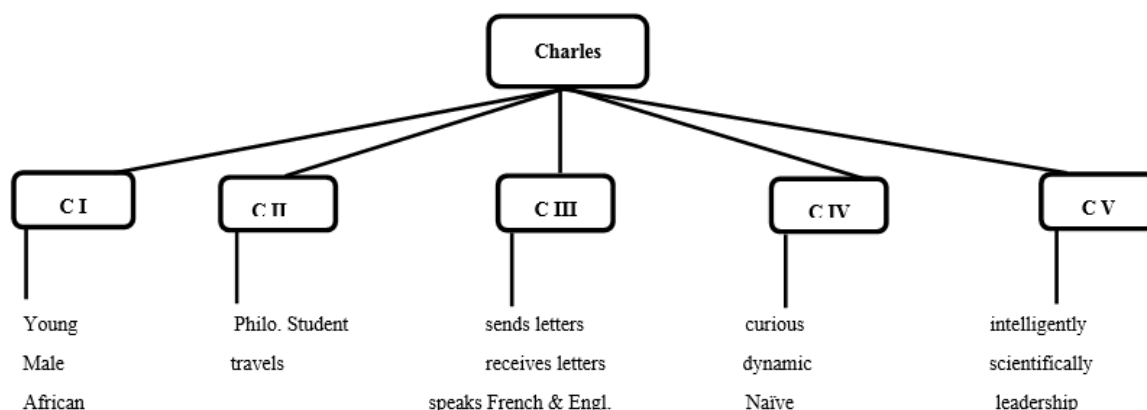 Charles
C I
C II
C III
C IV
C V
Young
Philo. Student
sends letters
curious
intelligently
Male
travels
receives letters
dynamic
scientifically
African
speaks French & Engl.
Naïve
leadership